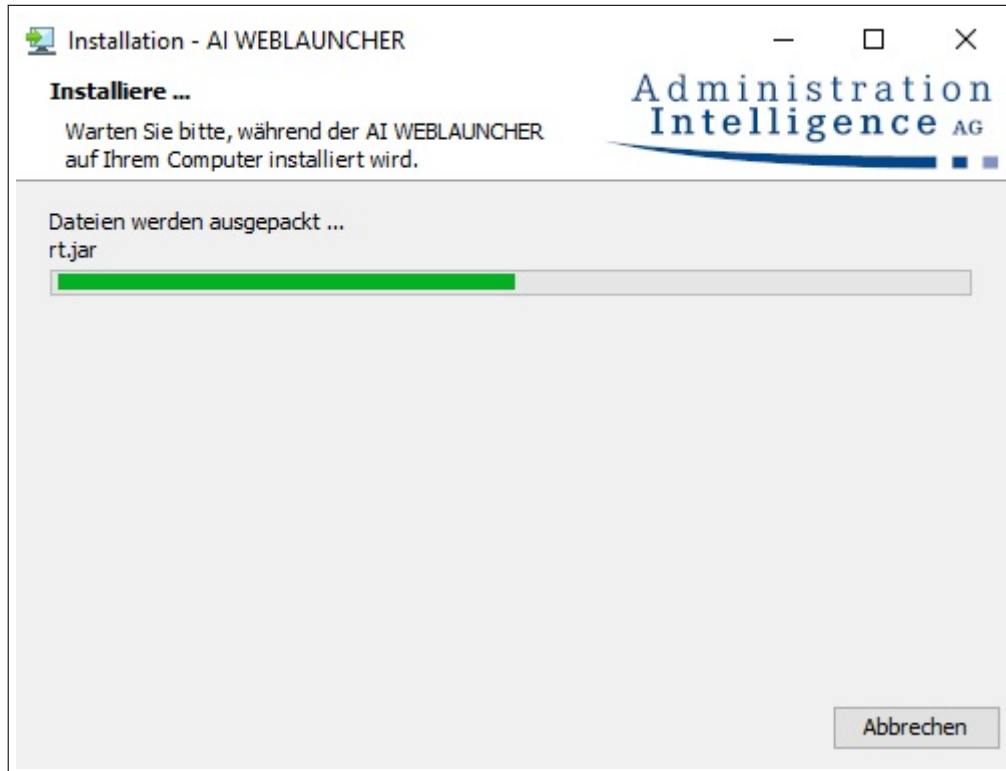 Installation - AI WEBLAUNCHER
Installiere ...
Warten Sie bitte, während der AI WEBLAUNCHER
auf Ihrem Computer installiert wird.
Administration
Intelligence AG
Dateien werden ausgepackt ...
rt.jar
Abbrechen